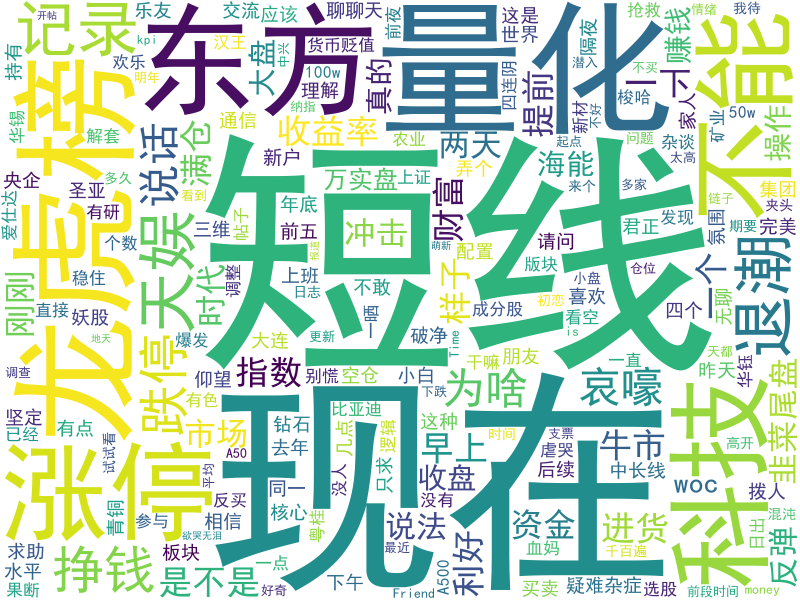 短线
现在
量化
东方
龙虎榜
涨停
科技
不能
记录
天娱
跌停
退潮
挣钱
为啥
哀嚎
说话
满仓
收益率
万实盘
冲击
财富
提前
一下
两天
海能
真的
大盘
赚钱
操作
时代
刚刚
指数
样子
市场
早上
收盘
说法
利好
资金
进货
牛市
一个
韭菜
尾盘
反弹
woc
是不是
乐友
交流
应该
聊聊天
这是
世界
前夜
抢救
情绪
我待
开帖
kpi
欢乐
汉王
货币贬值
明年
中兴
100w
理解
纳指
四连阴
潜入
隔夜
不买
持有
华锡
解套
通信
农业
新材
不好
梭哈
家人
矿业
50w
起点
问题
杂谈
太高
央企
多久
新户
弄个
上证
来个
多家
链子
集团
爱仕达
圣亚
有研
看到
年底
帖子
君正
发现
氛围
期要
夹头
个数
三维
前五
请问
萌新
报道
配置
仓位
完美
稳住
调整
上班
日志
不敢
一哂
版块
小盘
成分股
初恋
喜欢
四个
无聊
直接
妖股
爆发
大连
更新
破净
Time
is
看空
天都
昨天
华钰
地天
仰望
别慌
空仓
小白
干嘛
朋友
一直
高开
调查
坚定
有色
比亚迪
下跌
这种
逻辑
时间
支票
虐哭
中长线
已经
有点
A50
钻石
去年
几点
只求
没人
后续
拨人
试试看
平均
反买
同一
粤桂
没有
青铜
参与
相信
核心
最近
A500
血妈
千百遍
日出
混沌
求助
水平
欲哭无泪
板块
一点
下午
Friend
买卖
疑难杂症
选股
前段时间
money
果断
好奇